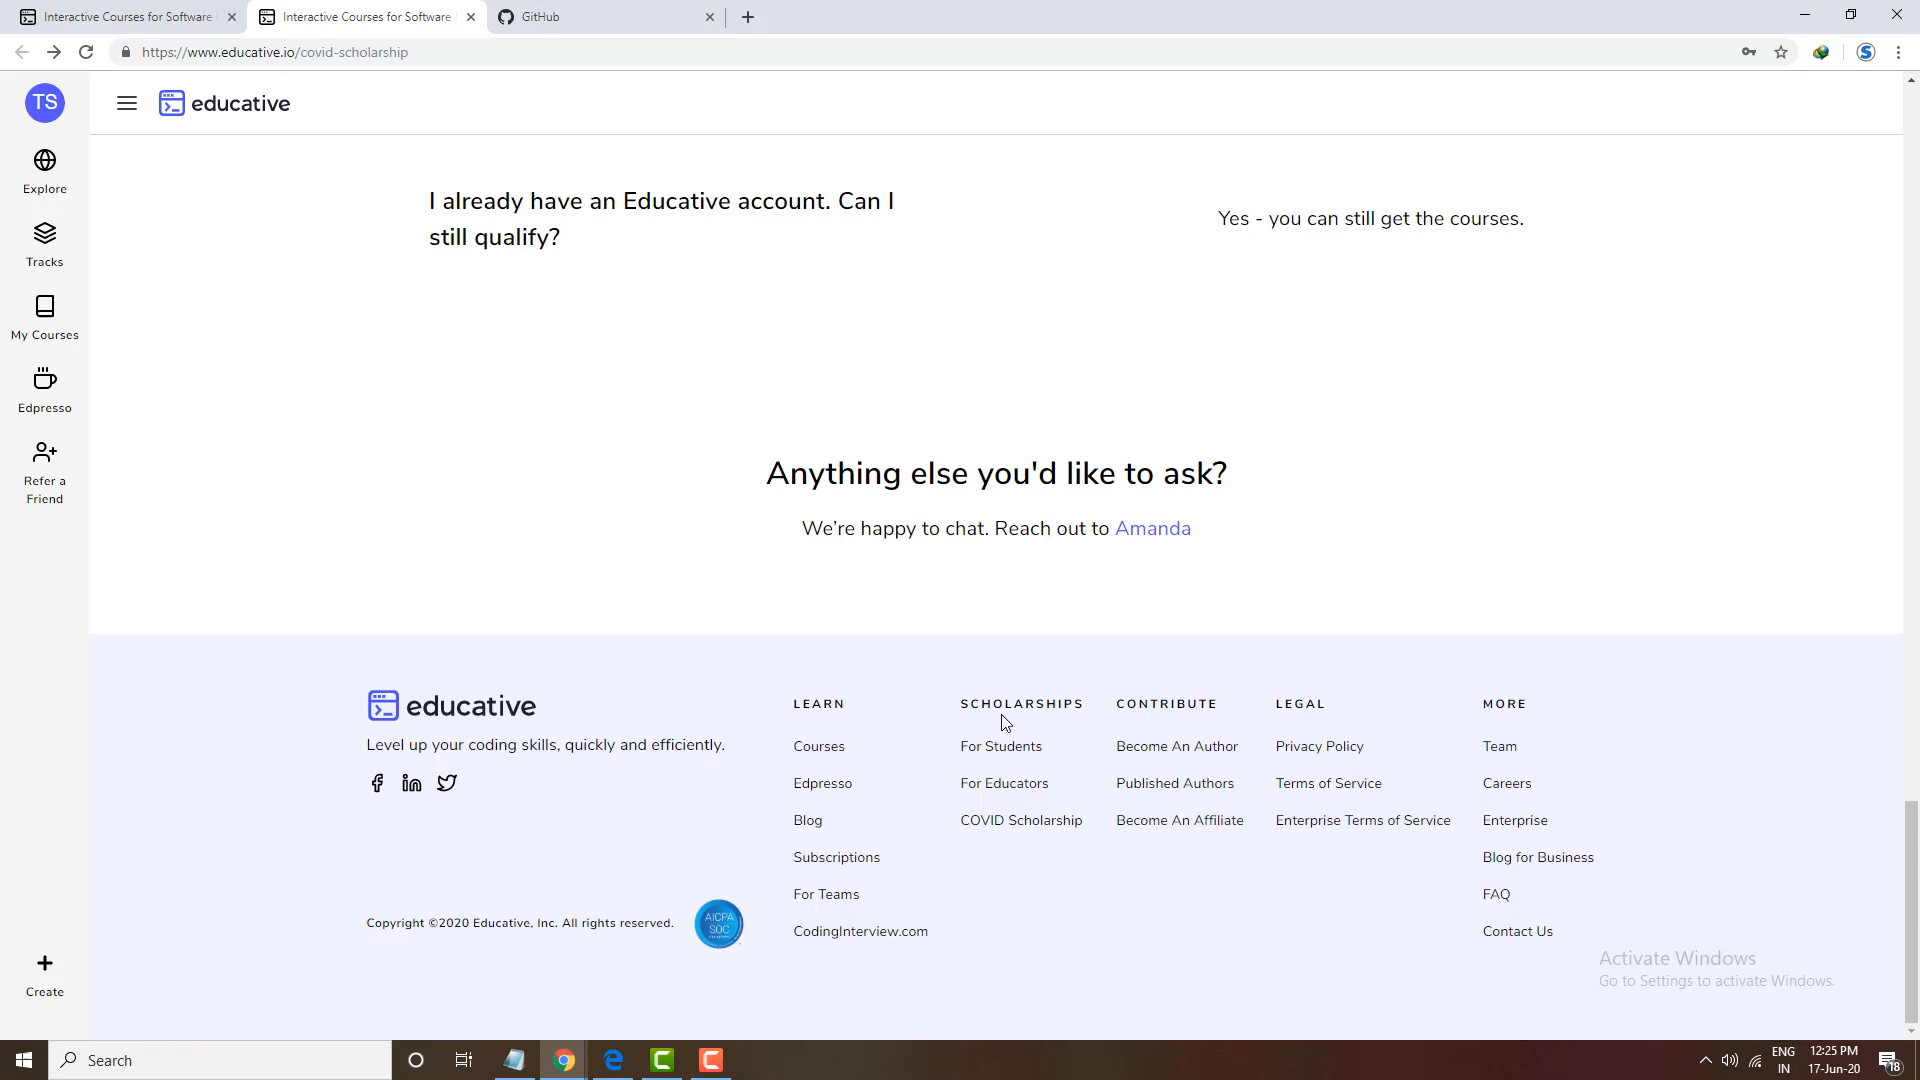 Interactive Courses for Software
Interactive Courses for Software
GitHub
https://www.educative.io/covid-scholarship
TS
educative
Explore
Tracks
My Courses
Edpresso
Refer a
Friend
Create
I already have an Educative account. Can I
still qualify?
Yes - you can still get the courses.
Anything else you'd like to ask?
We’re happy to chat. Reach out to Amanda
educative
Level up your coding skills, quickly and efficiently.
Copyright ©2020 Educative, Inc. All rights reserved.
AICPA
SOC
LEARN
Courses
Edpresso
Blog
Subscriptions
For Teams
CodingInterview.com
SCHOLARSHIPS
For Students
For Educators
COVID Scholarship
CONTRIBUTE
Become An Author
Published Authors
Become An Affiliate
LEGAL
Privacy Policy
Terms of Service
Enterprise Terms of Service
MORE
Team
Careers
Enterprise
Blog for Business
FAQ
Contact Us
Activate Windows
Go to Settings to activate Windows.
Search
ENG
IN
12:25 PM
17-Jun-20
18